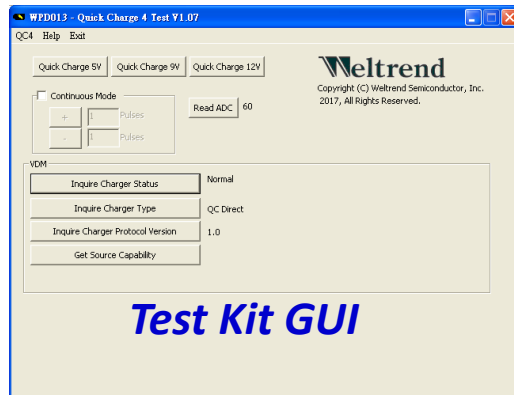 WPD013 - Quick Charge 4 Test V1.07
QC4 Help Exit
Quick Charge 5V Quick Charge 9V Quick Charge 12V
Weltrend
Copyright (C) Weltrend Semiconductor, Inc.
2017, All Rights Reserved.
Continuous Mode
+ 1 Pulses
- 1 Pulses
Read ADC 60
VDM
Inquire Charger Status Normal
Inquire Charger Type QC Direct
Inquire Charger Protocol Version 1.0
Get Source Capability
Test Kit GUI